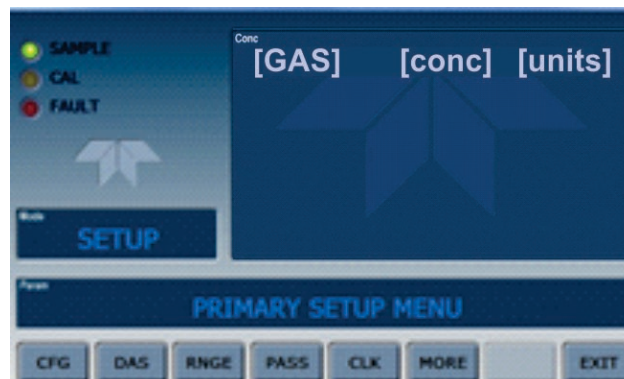 SAMPLE
CAL
FAULT
Conc
[GAS] [conc] [units]
Mode
SETUP
Param
PRIMARY SETUP MENU
CFG DAS RNGE PASS CLK MORE EXIT